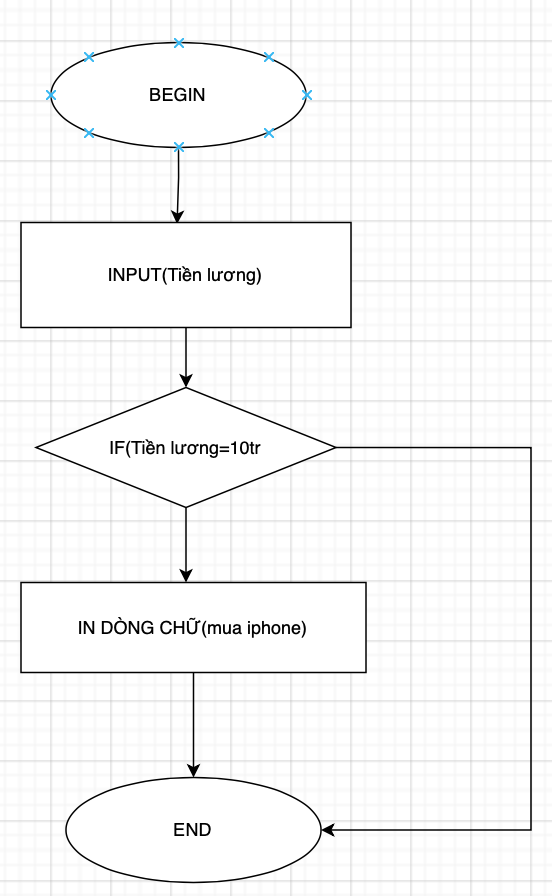 BEGIN
INPUT(Tiền lương)
IF(Tiền lương=10tr
IN DÒNG CHỮ(mua iphone)
END